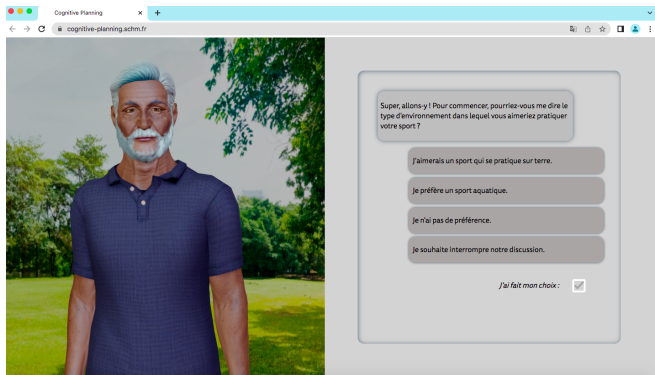 Cognitive Planning
cognitive-planning.schm.fr
Super, allons-y ! Pour commencer, pourriez-vous me dire le
type d'environnement dans lequel vous aimeriez pratiquer
votre sport ?
J'aimerais un sport qui se pratique sur terre.
Je préfère un sport aquatique.
Je n'ai pas de préférence.
Je souhaite interrompre notre discussion.
J'ai fait mon choix :